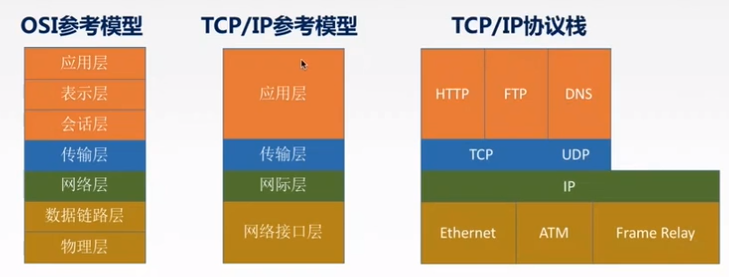 OSI参考模型
应用层
表示层
会话层
传输层
网络层
数据链路层
物理层
TCP/IP参考模型
应用层
传输层
网际层
网络接口层
TCP/IP协议栈
HTTP FTP DNS
TCP UDP
IP
Ethernet ATM Frame Relay